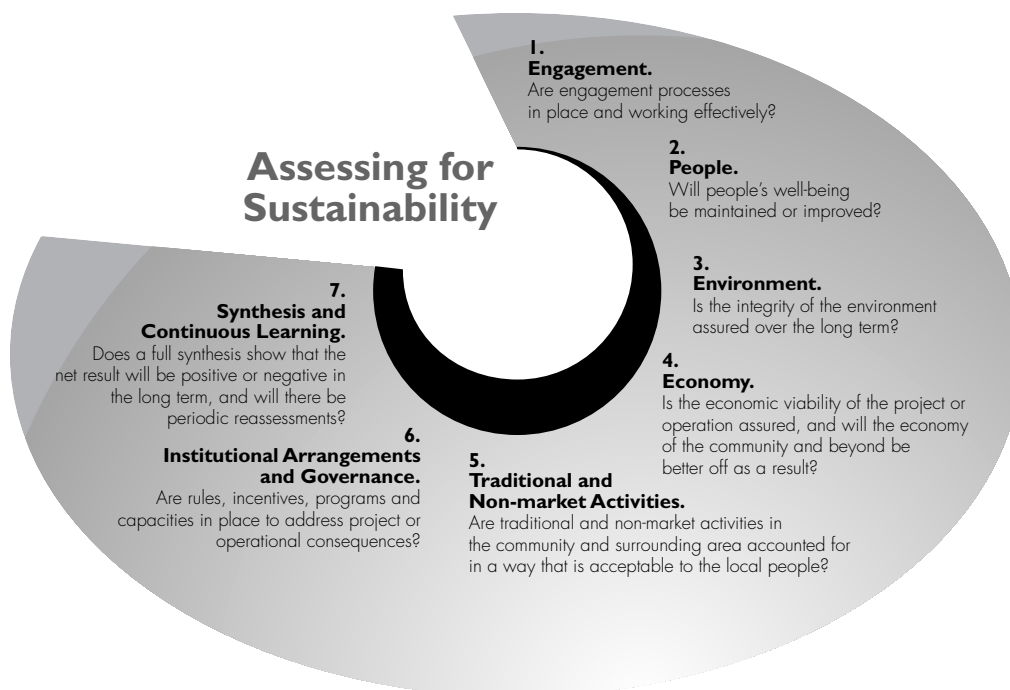 Assessing for
Sustainability
1.
Engagement.
Are engagement processes
in place and working effectively?
2.
People.
Will people's well-being
be maintained or improved?
3.
Environment.
Is the integrity of the environment
assured over the long term?
4.
Economy.
Is the economic viability of the project or
operation assured, and will the economy
of the community and beyond be
better off as a result?
5.
Traditional and
Non-market Activities.
Are traditional and non-market activities in
the community and surrounding area accounted for
in a way that is acceptable to the local people?
6.
Institutional Arrangements
and Governance.
Are rules, incentives, programs and
capacities in place to address project or
operational consequences?
7.
Synthesis and
Continuous Learning.
Does a full synthesis show that the
net result will be positive or negative in
the long term, and will there be
periodic reassessments?